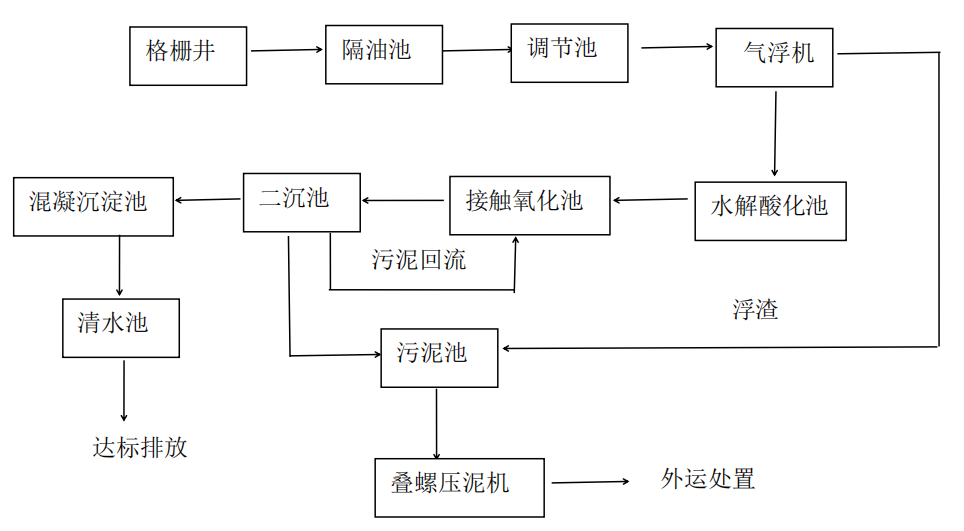 格栅井
隔油池
调节池
气浮机
混凝沉淀池
二沉池
接触氧化池
水解酸化池
污泥回流
浮渣
清水池
污泥池
达标排放
叠螺压泥机
外运处置